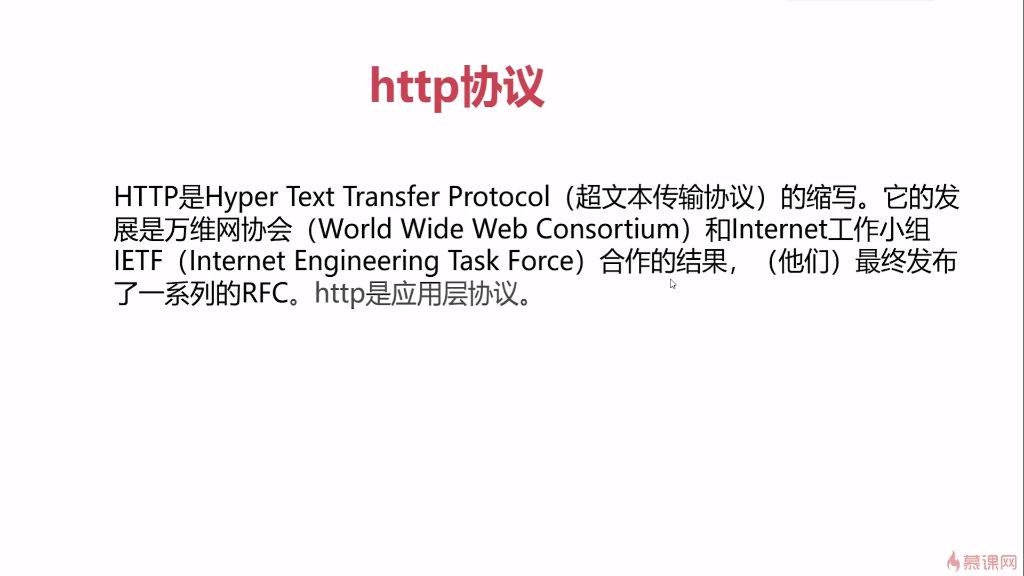 http协议
HTTP是Hyper Text Transfer Protocol（超文本传输协议）的缩写。它的发
展是万维网协会（World Wide Web Consortium）和Internet工作小组
IETF（Internet Engineering Task Force）合作的结果，（他们）最终发布
了一系列的RFC。http是应用层协议。
慕课网